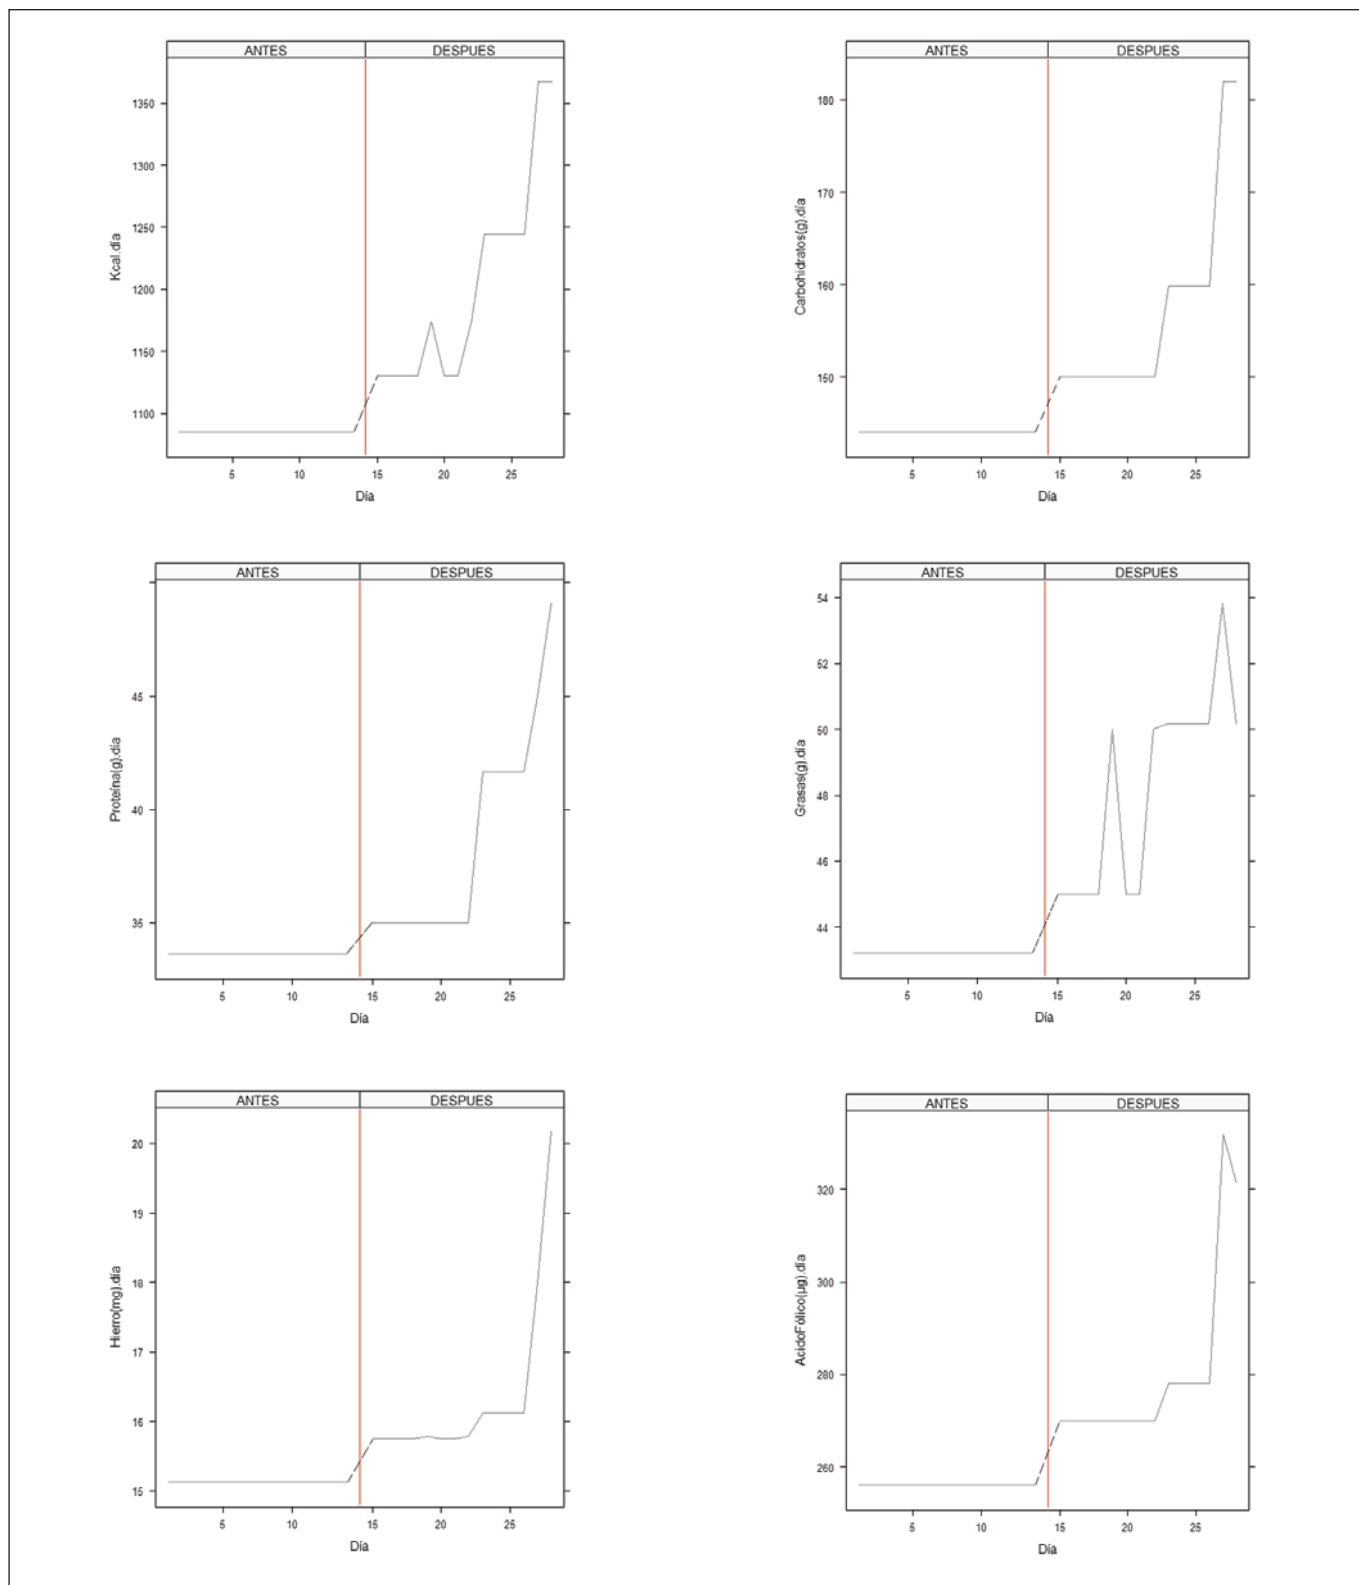 ANTES DESPUES
1350
1300
1250
1200
1150
1100
Kcal.día
5 10 15 20 25
Día
ANTES DESPUES
180
170
160
150
Carbohidratos(g).día
5 10 15 20 25
Día
ANTES DESPUES
45
40
35
Proteína(g).día
5 10 15 20 25
Día
ANTES DESPUES
54
52
50
48
46
44
Grasas(g).día
5 10 15 20 25
Día
ANTES DESPUES
20
19
18
17
16
15
Hierro(mg).día
5 10 15 20 25
Día
ANTES DESPUES
320
300
280
260
AcidoFólico(µg).día
5 10 15 20 25
Día